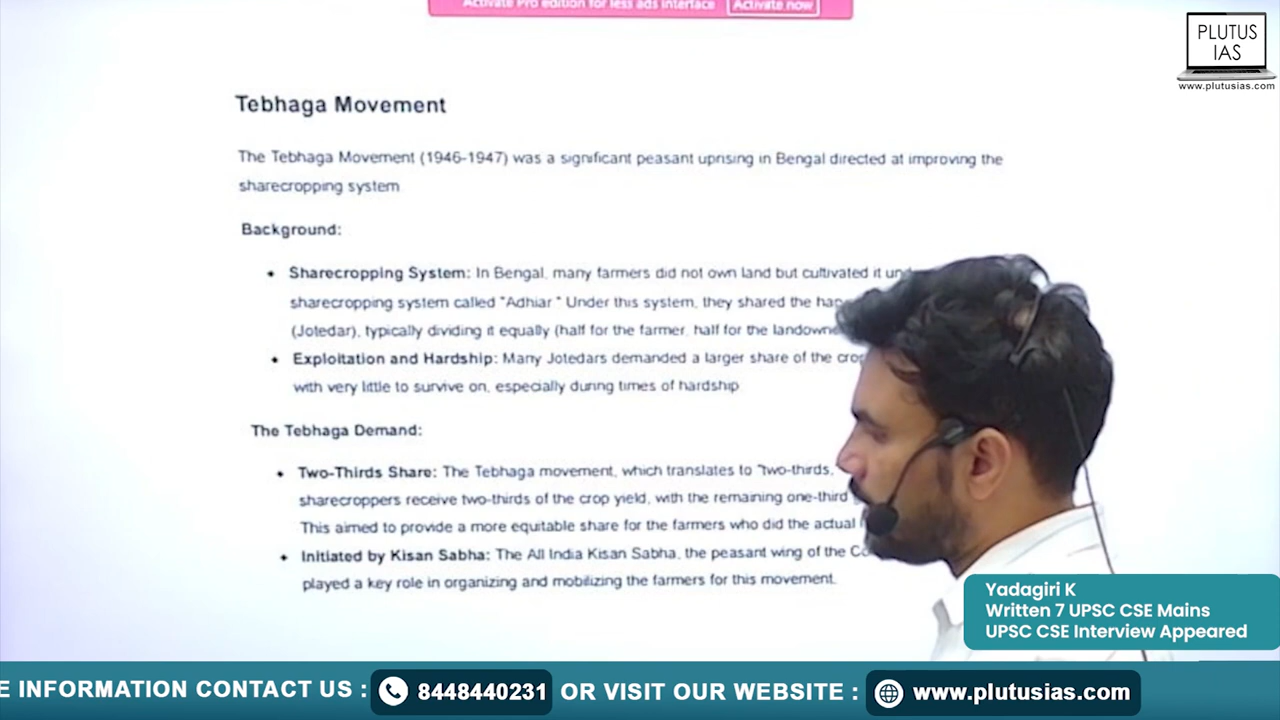 Activate Pro edition for less ads interface Activate now
PLUTUS
IAS
www.plutusias.com
Tebhaga Movement
The Tebhaga Movement (1946-1947) was a significant peasant uprising in Bengal directed at improving the
sharecropping system
Background:
• Sharecropping System: In Bengal, many farmers did not own land but cultivated it
sharecropping system called "Adhiar." Under this system, they shared the
(Jotedar), typically dividing it equally (half for the farmer, half for the
• Exploitation and Hardship: Many Jotedars demanded a larger share of the
with very little to survive on, especially during times of hardship
The Tebhaga Demand:
• Two-Thirds Share: The Tebhaga movement, which translates to "two-thirds,
sharecroppers receive two-thirds of the crop yield, with the remaining one-third
This aimed to provide a more equitable share for the farmers who did the actual
• Initiated by Kisan Sabha: The All India Kisan Sabha, the peasant wing of the
played a key role in organizing and mobilizing the farmers for this movement.
Yadagiri K
Written 7 UPSC CSE Mains
UPSC CSE Interview Appeared
E INFORMATION CONTACT US : 8448440231 OR VISIT OUR WEBSITE : www.plutusias.com